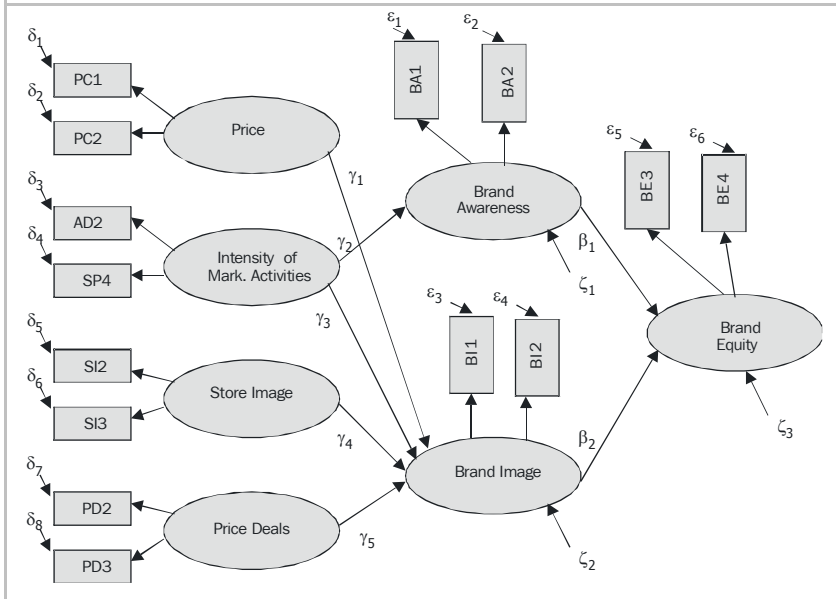 δ1
PC1
δ2
PC2
Price
δ3
AD2
δ4
SP4
Intensity of
Mark. Activities
δ5
SI2
δ6
SI3
Store Image
δ7
PD2
δ8
PD3
Price Deals
γ1
γ2
γ3
γ4
γ5
ε1
BA1
ε2
BA2
Brand
Awareness
ζ1
ε3
BI1
ε4
BI2
Brand Image
ζ2
β1
β2
ε5
BE3
ε6
BE4
Brand
Equity
ζ3